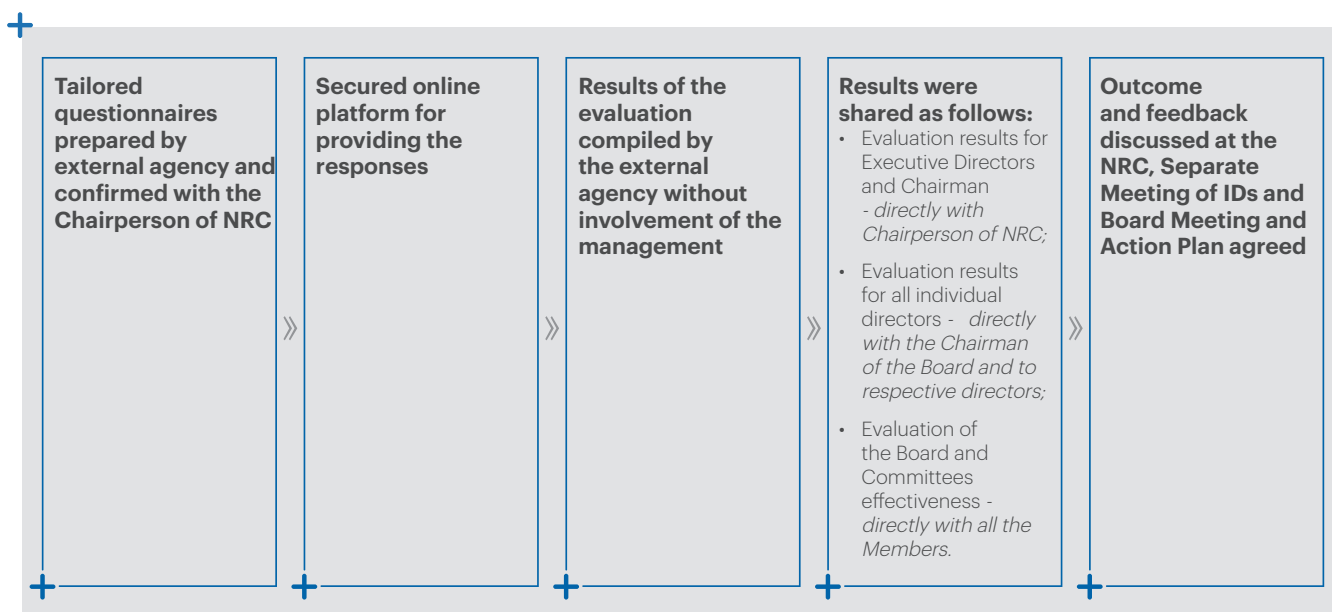 Tailored
questionnaires
prepared by
external agency and
confirmed with the
Chairperson of NRC
Secured online
platform for
providing the
responses
Results of the
evaluation
compiled by
the external
agency without
involvement of the
management
Results were
shared as follows:
• Evaluation results for
Executive Directors
and Chairman
- directly with
Chairperson of NRC;
• Evaluation results
for all individual
directors - directly
with the Chairman
of the Board and to
respective directors;
• Evaluation of
the Board and
Committees
effectiveness -
directly with all the
Members.
Outcome
and feedback
discussed at the
NRC, Separate
Meeting of IDs and
Board Meeting and
Action Plan agreed